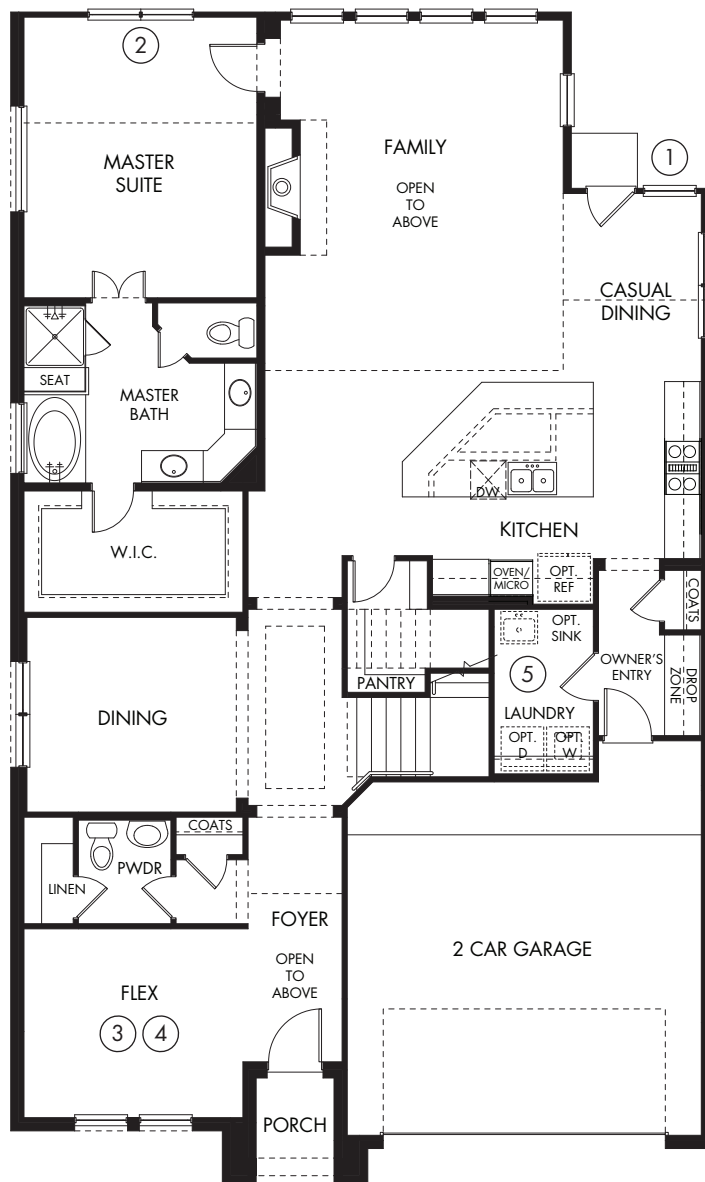 2
MASTER
SUITE
FAMILY
OPEN
TO
ABOVE
1
CASUAL
DINING
SEAT
MASTER
BATH
DW
KITCHEN
W.I.C.
OVEN/
MICRO
OPT.
REF
COATS
OPT.
SINK
OWNER'S
ENTRY
DROP
ZONE
5
PANTRY
LAUNDRY
OPT.
D
OPT.
W
DINING
COATS
PWDR
LINEN
FOYER
OPEN
TO
ABOVE
2 CAR GARAGE
FLEX
3 4
PORCH